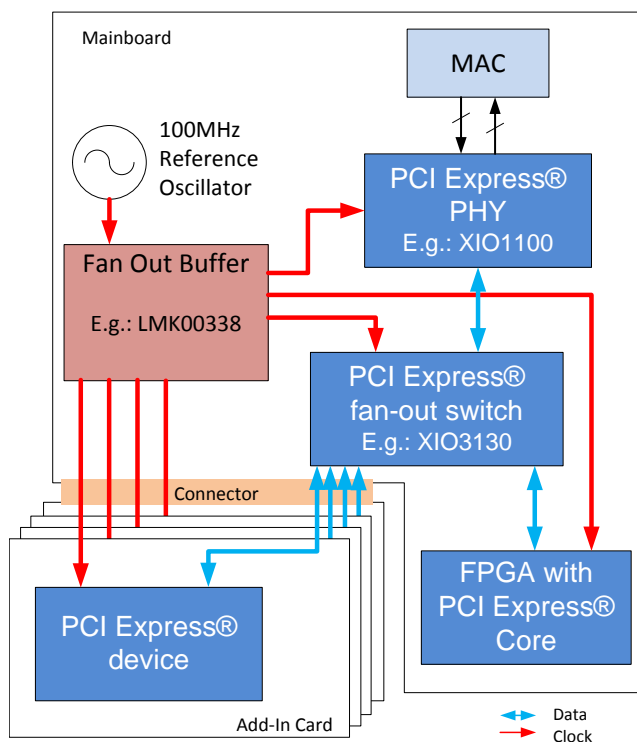 Mainboard
MAC
100MHz
Reference
Oscillator
PCI Express®
PHY
E.g.: XIO1100
Fan Out Buffer
E.g.: LMK00338
PCI Express®
fan-out switch
E.g.: XIO3130
Connector
FPGA with
PCI Express®
Core
PCI Express®
device
Add-In Card
Data
Clock